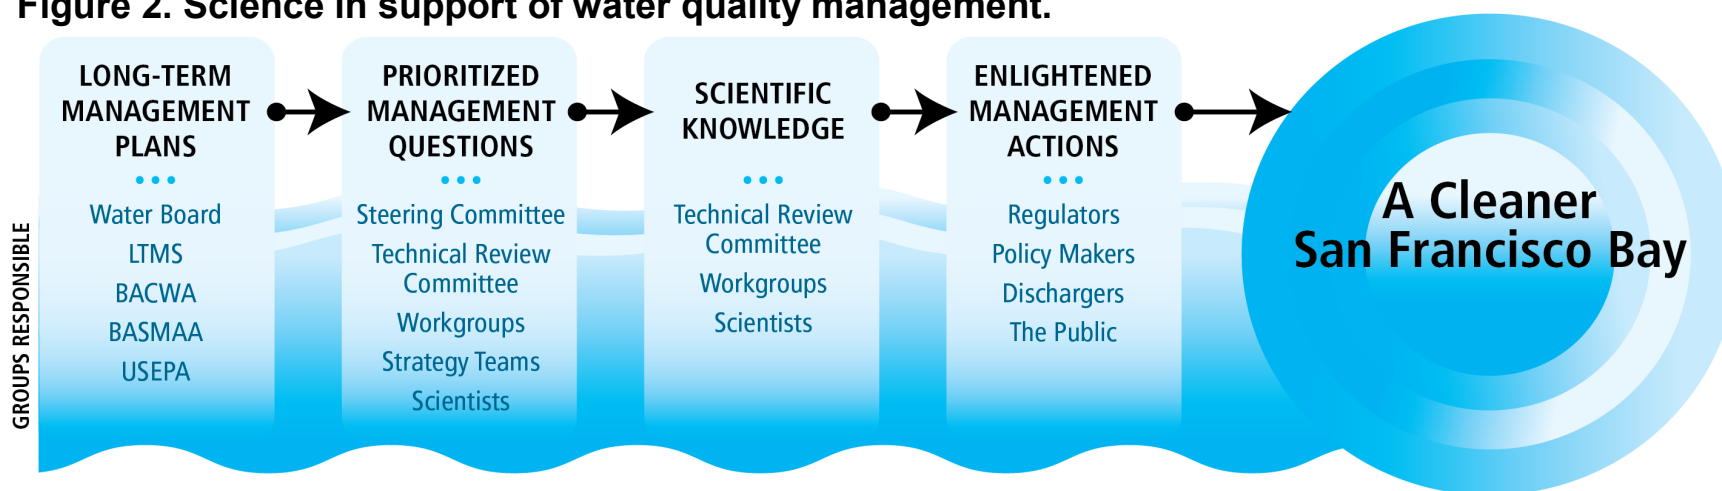 Figure 2. Science in support of water quality management.
LONG-TERM
MANAGEMENT
PLANS
Water Board
LTMS
BACWA
BASMAA
USEPA
PRIORITIZED
MANAGEMENT
QUESTIONS
Steering Committee
Technical Review
Committee
Workgroups
Strategy Teams
Scientists
SCIENTIFIC
KNOWLEDGE
Technical Review
Committee
Workgroups
Scientists
ENLIGHTENED
MANAGEMENT
ACTIONS
Regulators
Policy Makers
Dischargers
The Public
A Cleaner
San Francisco Bay
GROUPS RESPONSIBLE